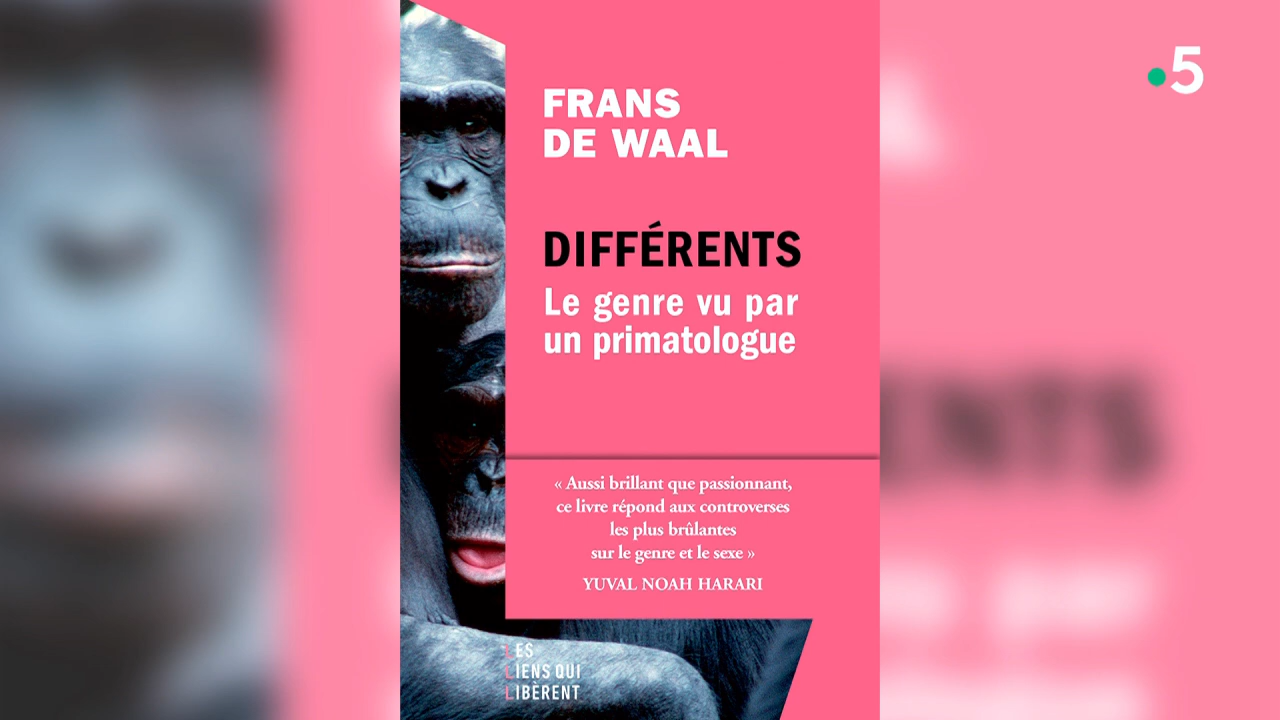 5
FRANS
DE WAAL
DIFFÉRENTS
Le genre vu par
un primatologue
« Aussi brillant que passionnant,
ce livre répond aux controverses
les plus brûlantes
sur le genre et le sexe »
YUVAL NOAH HARARI
LES
LIENS QUI
LIBÈRENT